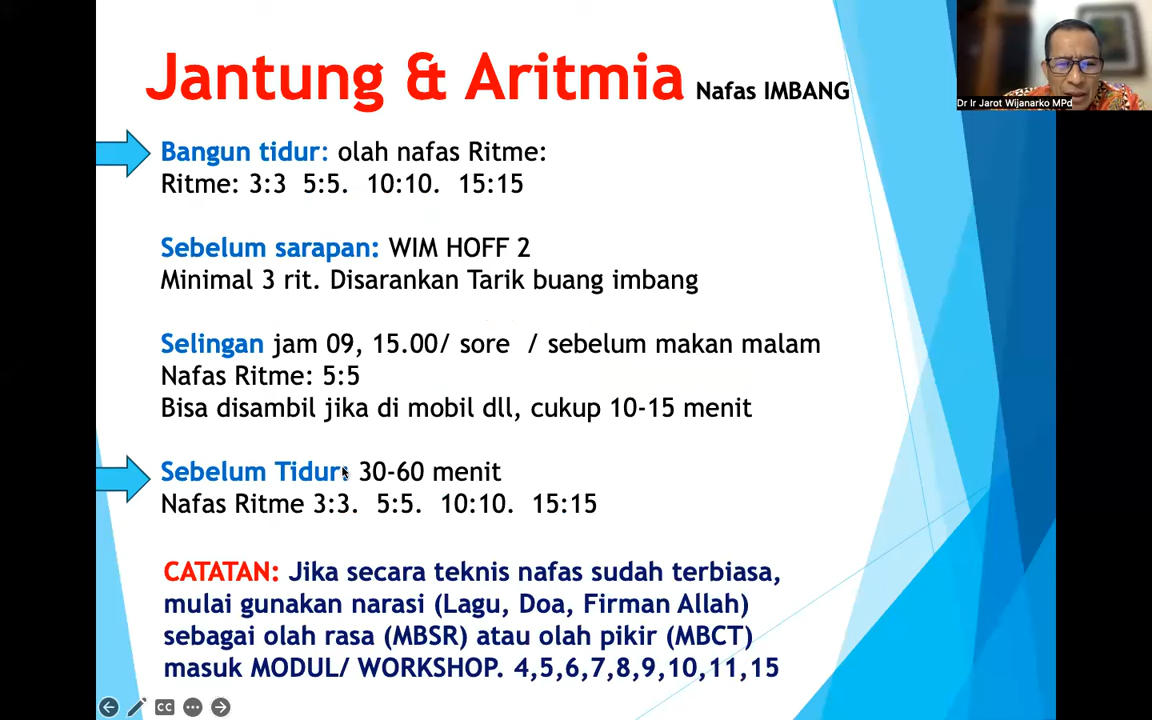 Jantung & Aritmia Nafas IMBANG
Dr Ir Jarot Wijanarko MPd
Bangun tidur: olah nafas Ritme:
Ritme: 3:3 5:5. 10:10. 15:15
Sebelum sarapan: WIM HOFF 2
Minimal 3 rit. Disarankan Tarik buang imbang
Selingan jam 09, 15.00/ sore / sebelum makan malam
Nafas Ritme: 5:5
Bisa disambil jika di mobil dll, cukup 10-15 menit
Sebelum Tidur: 30-60 menit
Nafas Ritme 3:3. 5:5. 10:10. 15:15
CATATAN: Jika secara teknis nafas sudah terbiasa,
mulai gunakan narasi (Lagu, Doa, Firman Allah)
sebagai olah rasa (MBSR) atau olah pikir (MBCT)
masuk MODUL/ WORKSHOP. 4,5,6,7,8,9,10,11,15
CC